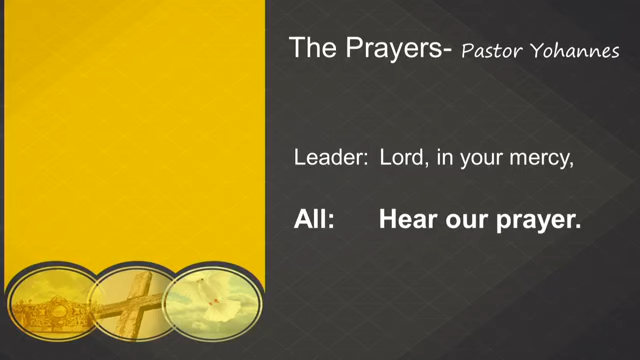 The Prayers- Pastor Yohannes
Leader: Lord, in your mercy,
All: Hear our prayer.